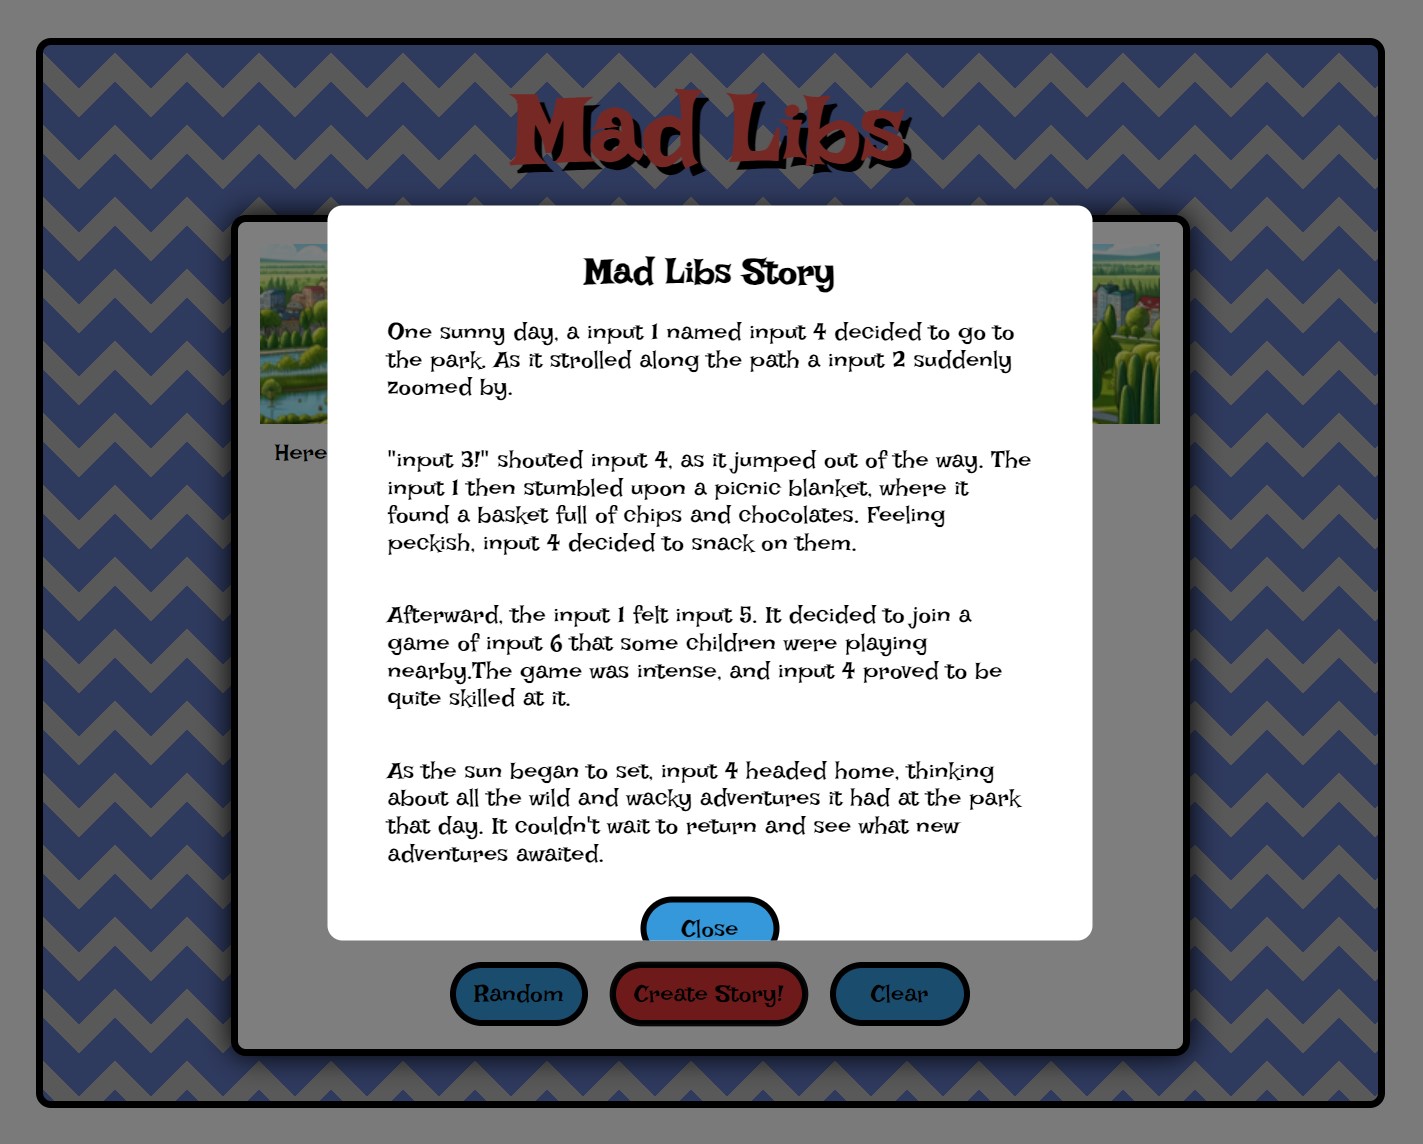 Mad Libs
Mad Libs Story
One sunny day, a input 1 named input 4 decided to go to
the park. As it strolled along the path a input 2 suddenly
zoomed by.
"input 3!" shouted input 4, as it jumped out of the way. The
input 1 then stumbled upon a picnic blanket, where it
found a basket full of chips and chocolates. Feeling
peckish, input 4 decided to snack on them.
Afterward, the input 1 felt input 5. It decided to join a
game of input 6 that some children were playing
nearby.The game was intense, and input 4 proved to be
quite skilled at it.
As the sun began to set, input 4 headed home, thinking
about all the wild and wacky adventures it had at the park
that day. It couldn't wait to return and see what new
adventures awaited.
Here
Close
Random Create Story! Clear